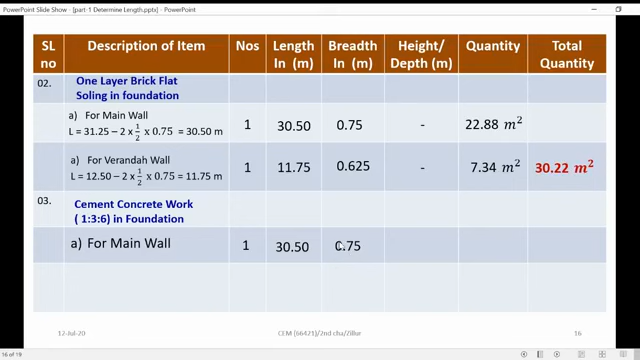 PowerPoint Slide Show - [part-1 Determine Length.pptx]
SL no
Description of Item
Nos
Length In (m)
Breadth In (m)
Height/ Depth (m)
Quantity
Total Quantity
02.
One Layer Brick Flat
Soling in foundation
a) For Main Wall
L = 31.25 – 2 x 1/2 x 0.75 = 30.50 m
1
30.50
0.75
-
22.88 m²
a) For Verandah Wall
L = 12.50 – 2 x 1/2 x 0.75 = 11.75 m
1
11.75
0.625
-
7.34 m²
30.22 m²
03.
Cement Concrete Work
( 1:3:6) in Foundation
a) For Main Wall
1
30.50
0.75
12-Jul-20
CEM (66421)/2nd.cha/Zillur
16
16 of 19